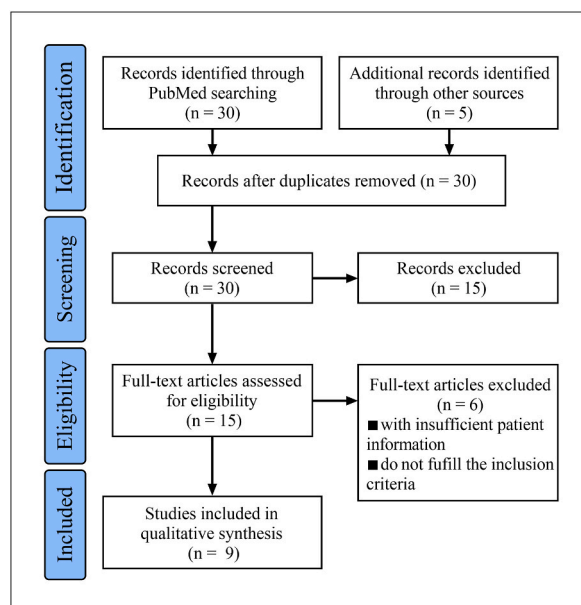 Identification
Records identified through
PubMed searching
(n = 30)
Additional records identified
through other sources
(n = 5)
Records after duplicates removed (n = 30)
Screening
Records screened
(n = 30)
Records excluded
(n = 15)
Eligibility
Full-text articles assessed
for eligibility
(n = 15)
Full-text articles excluded
(n = 6)
■ with insufficient patient
information
■ do not fufill the inclusion
criteria
Included
Studies included in
qualitative synthesis
(n = 9)